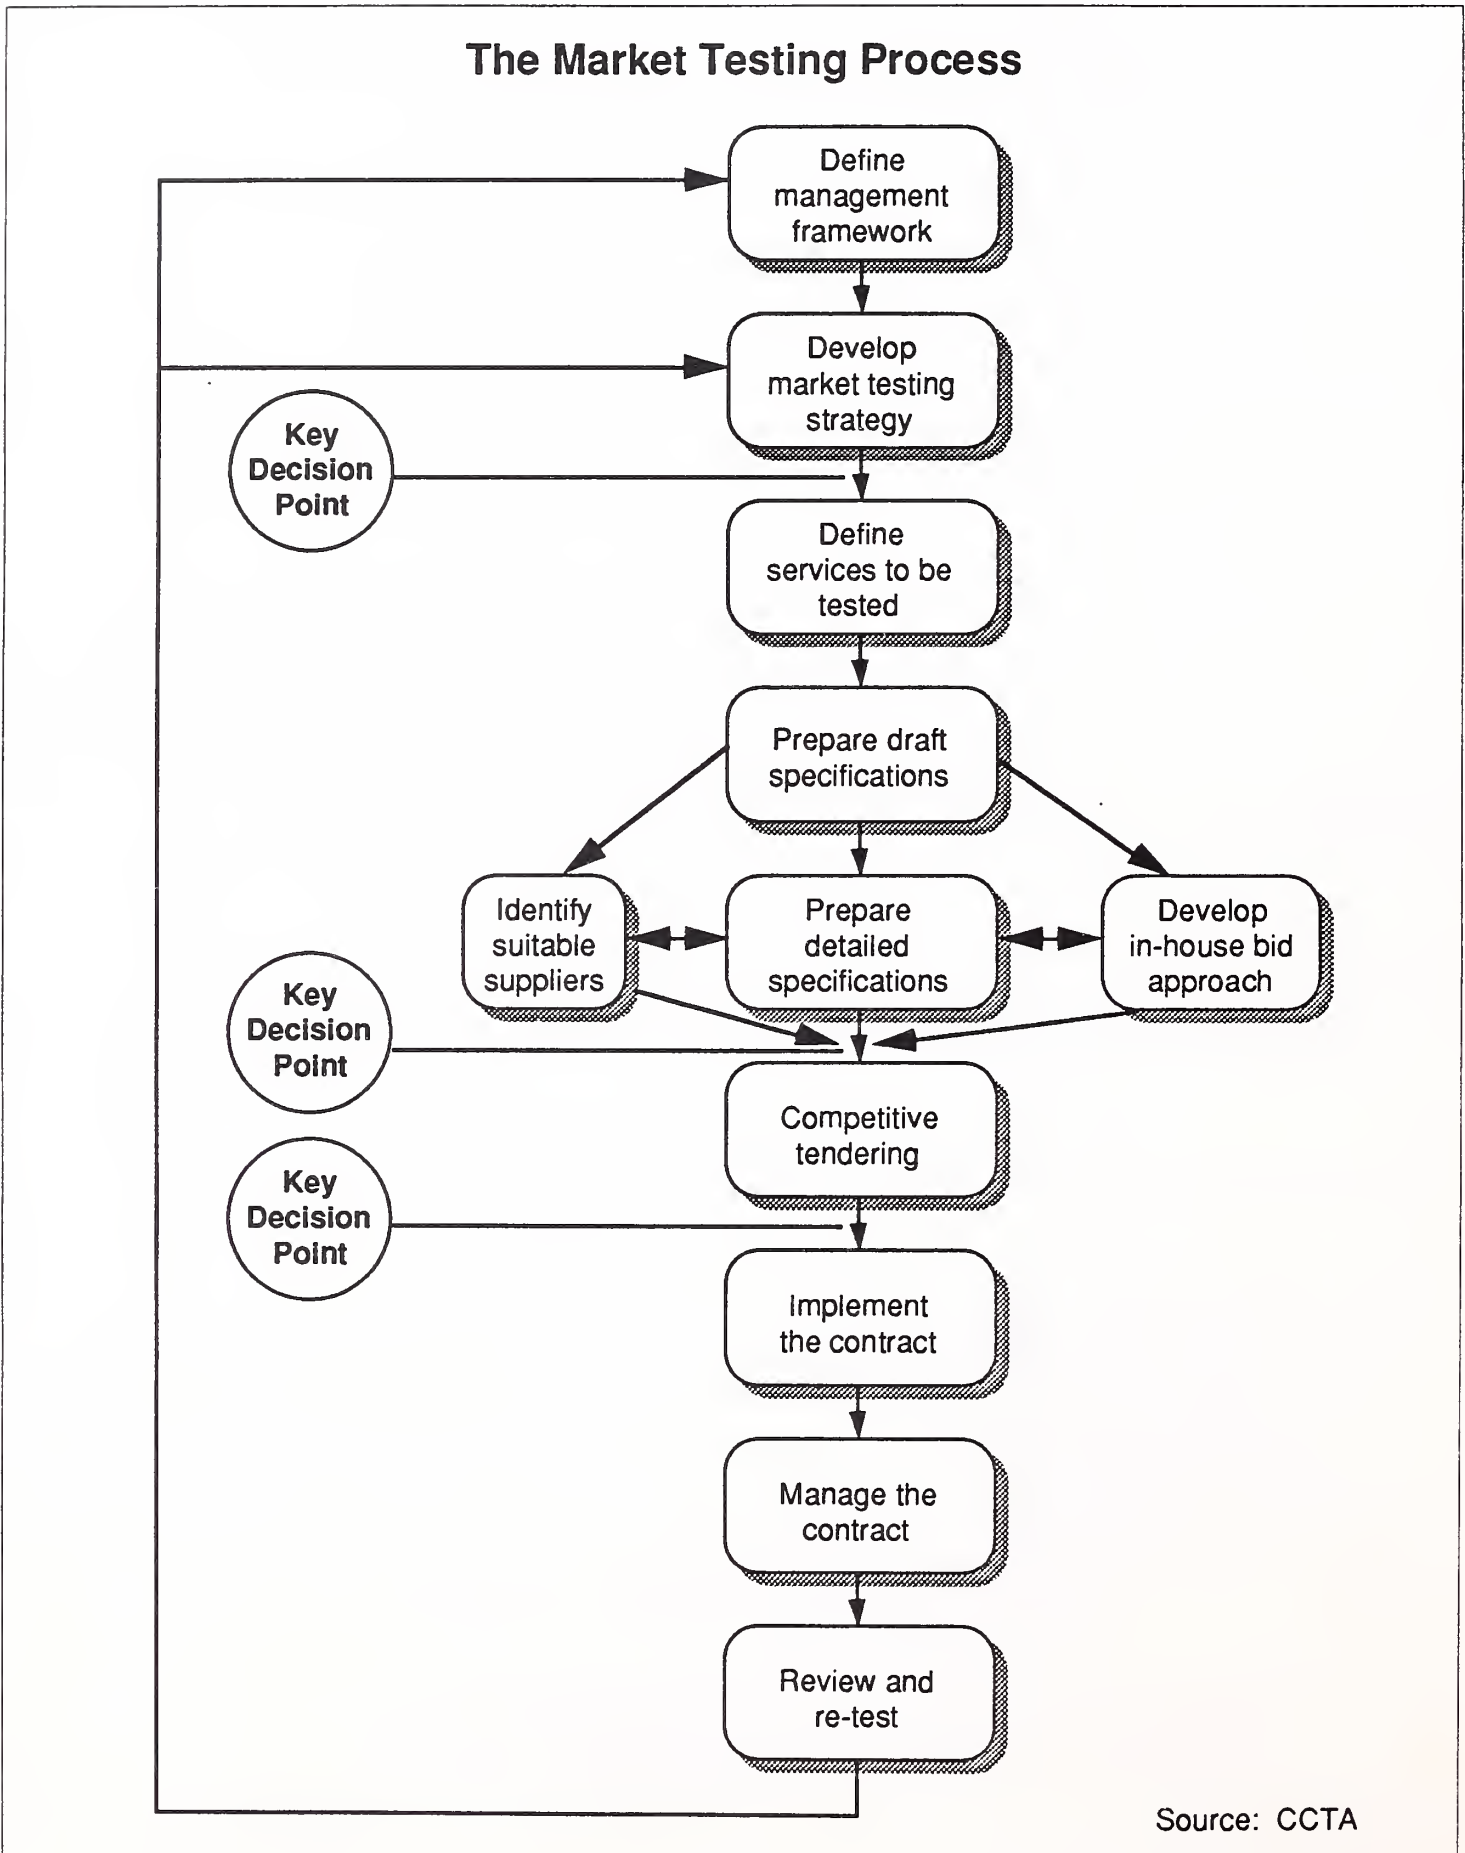 The Market Testing Process
Define
management
framework
Develop
market testing
strategy
Key
Decision
Point
Define
services to be
tested
Prepare draft
specifications
Identify
suitable
suppliers
Prepare
detailed
specifications
Develop
in-house bid
approach
Key
Decision
Point
Competitive
tendering
Key
Decision
Point
Implement
the contract
Manage the
contract
Review and
re-test
Source: CCTA